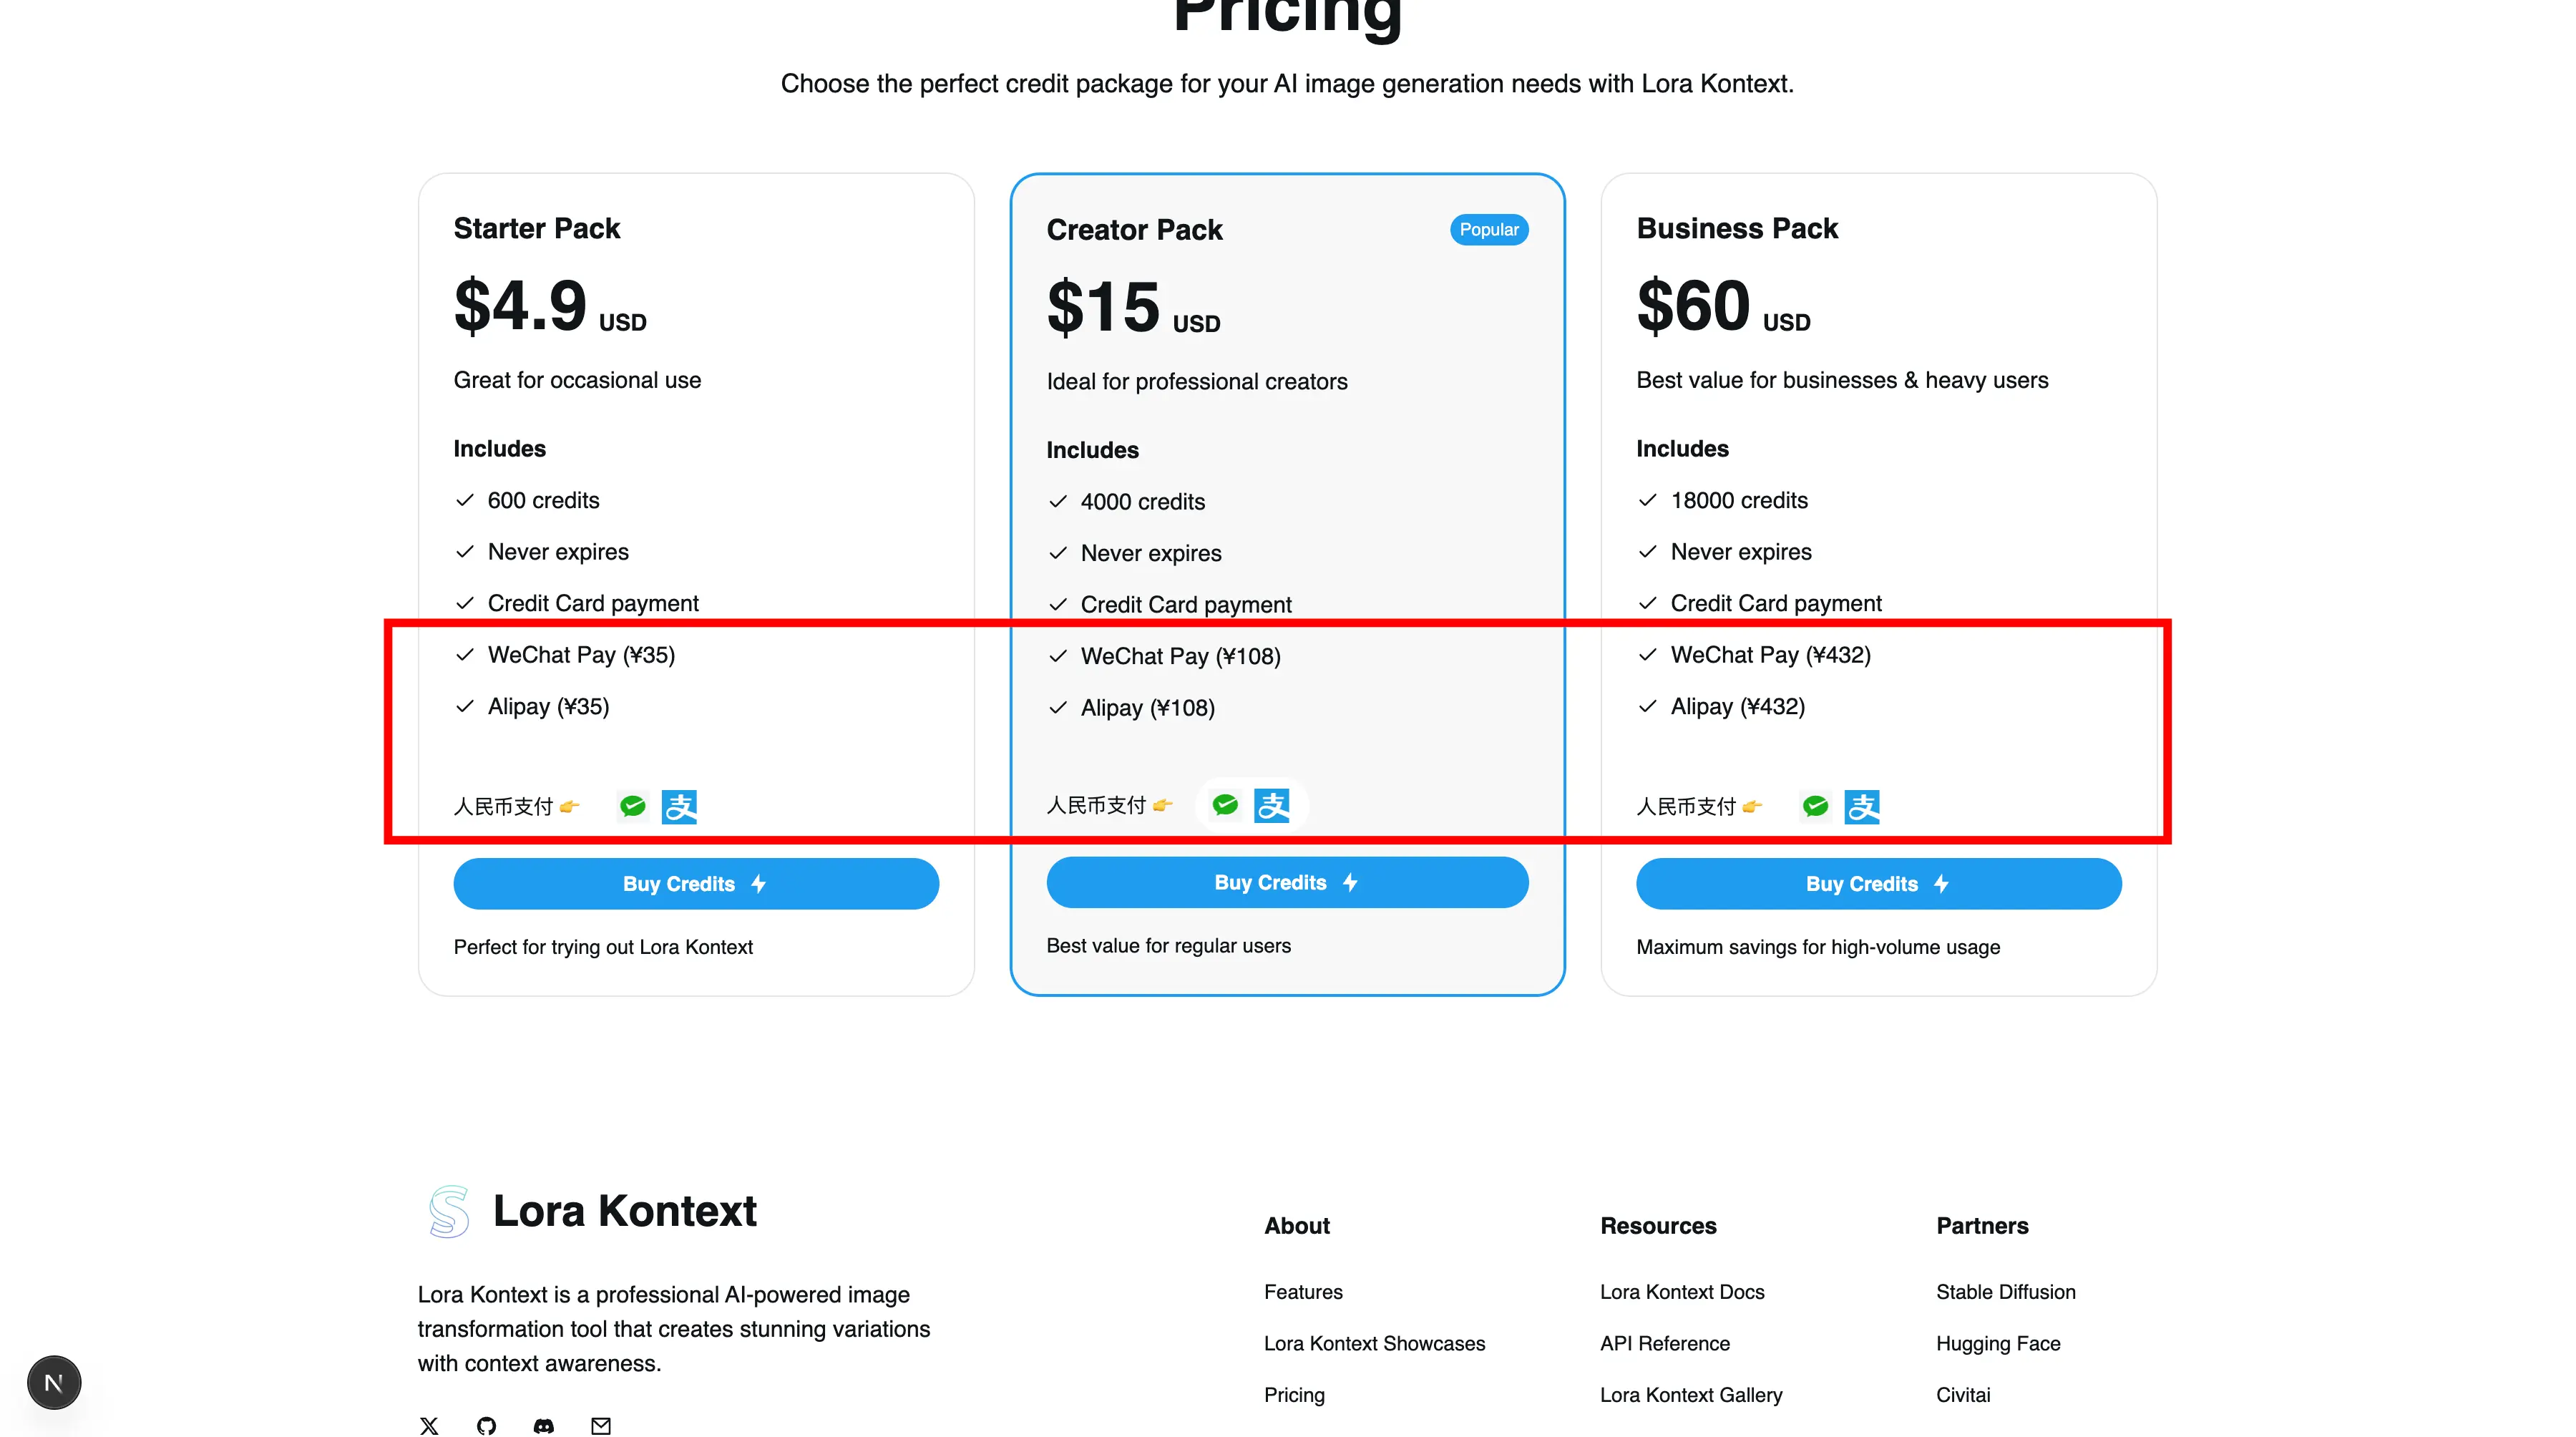 Pricing
Choose the perfect credit package for your AI image generation needs with Lora Kontext.
Starter Pack
$4.9 USD
Great for occasional use
Includes
600 credits
Never expires
Credit Card payment
WeChat Pay (¥35)
Alipay (¥35)
人民币支付👉 支
Buy Credits
Perfect for trying out Lora Kontext
Creator Pack
Popular
$15 USD
Ideal for professional creators
Includes
4000 credits
Never expires
Credit Card payment
WeChat Pay (¥108)
Alipay (¥108)
人民币支付👉 支
Buy Credits
Best value for regular users
Business Pack
$60 USD
Best value for businesses & heavy users
Includes
18000 credits
Never expires
Credit Card payment
WeChat Pay (¥432)
Alipay (¥432)
人民币支付👉 支
Buy Credits
Maximum savings for high-volume usage
S Lora Kontext
Lora Kontext is a professional AI-powered image
transformation tool that creates stunning variations
with context awareness.
About
Features
Lora Kontext Showcases
Pricing
Resources
Lora Kontext Docs
API Reference
Lora Kontext Gallery
Partners
Stable Diffusion
Hugging Face
Civitai
N